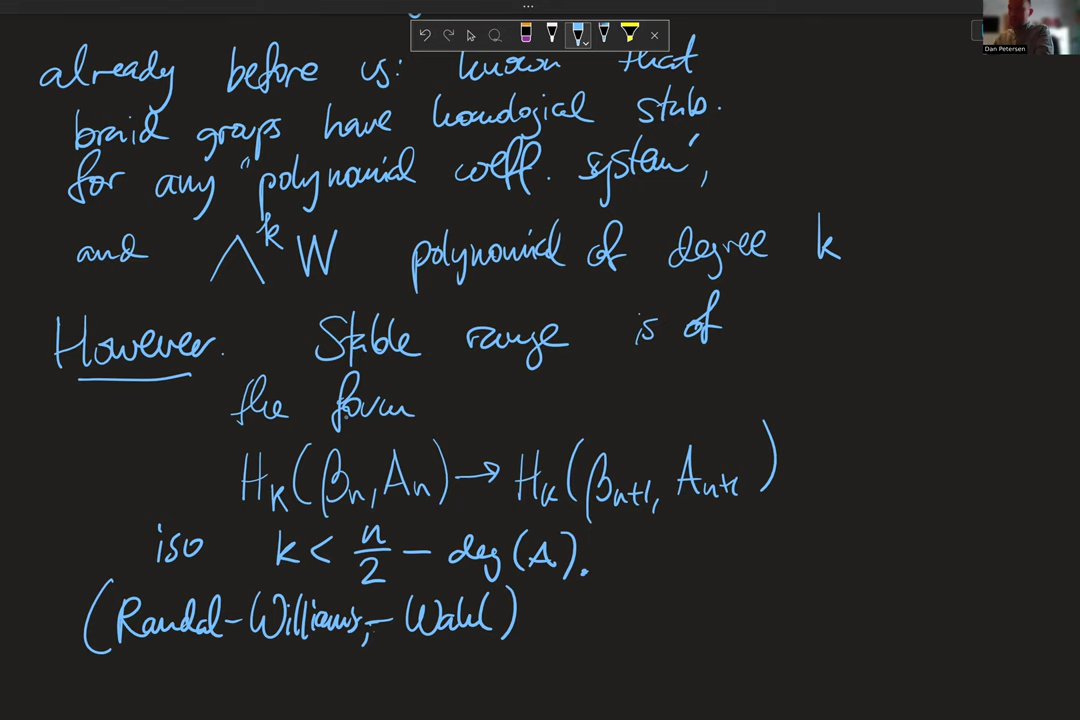 Dan Petersen
already before us: known that
braid groups have homological stab.
for any "polynomial coeff. system",
and ⋀^k W polynomial of degree k
However. Stable range is of
the form
H_k(β_n, A_n) → H_k(β_{n+1}, A_{n+1})
iso k < n/2 − deg(A).
(Randal-Williams,-Wahl)